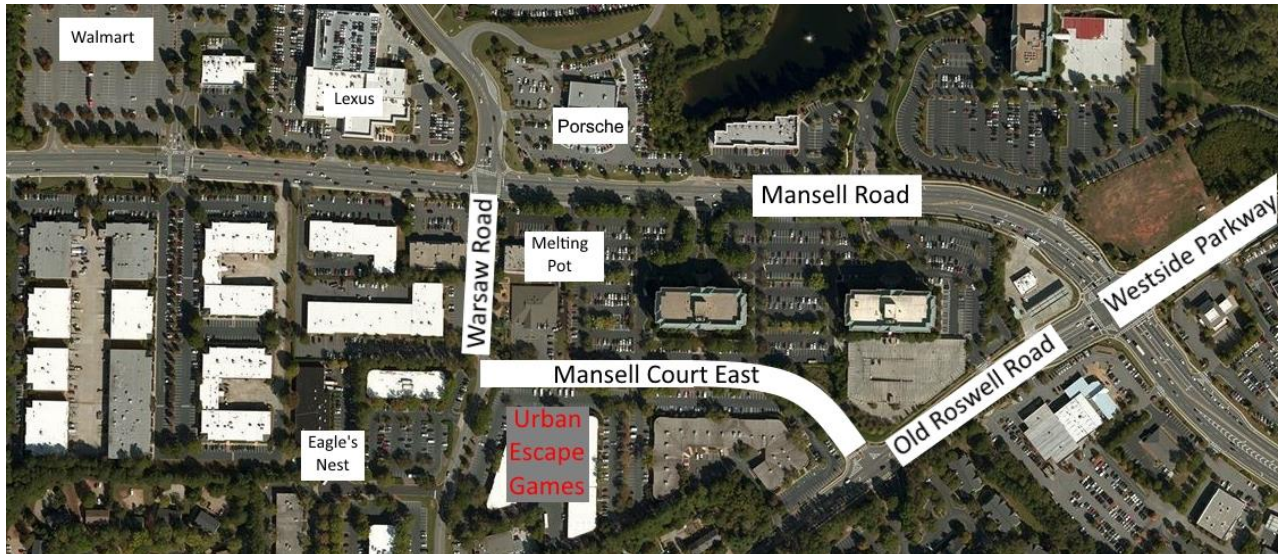 Walmart
Lexus
Porsche
Mansell Road
Westside Parkway
Warsaw Road
Melting
Pot
Mansell Court East
Old Roswell Road
Urban
Escape
Games
Eagle's
Nest